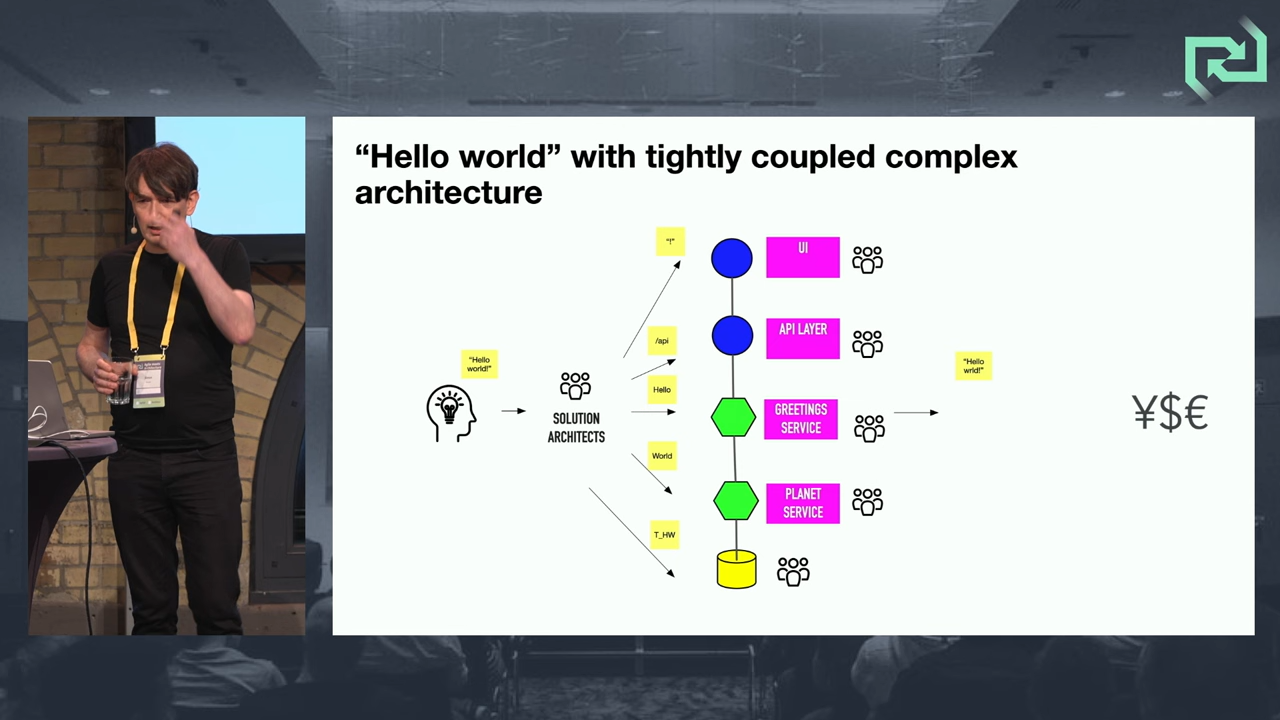 “Hello world” with tightly coupled complex
architecture
"!"
UI
/api
API LAYER
"Hello
world!"
"Hello
wrld!"
Hello
SOLUTION
ARCHITECTS
GREETINGS
SERVICE
¥$€
World
PLANET
SERVICE
T_HW